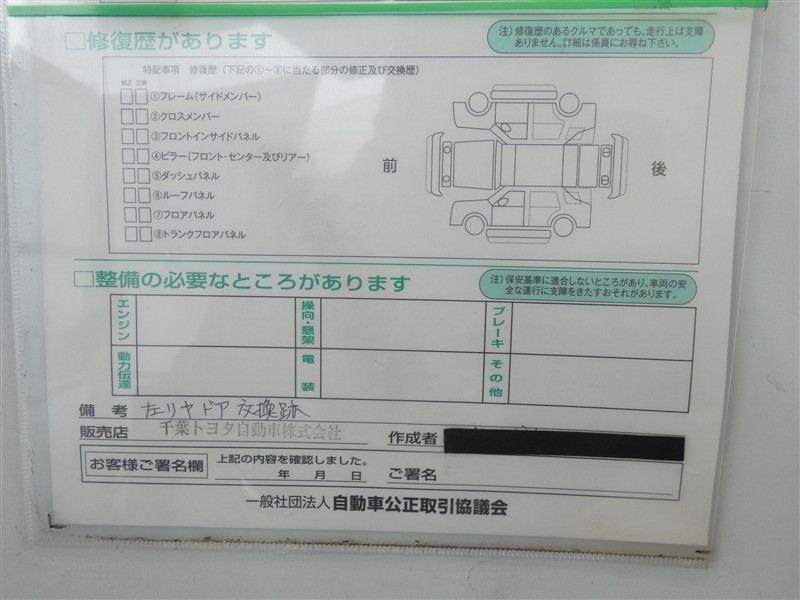 □修復歴があります
注）修復歴のあるクルマであっても、走行上は支障
ありません。詳細は係員にお尋ね下さい。
特記事項　修復歴（下記の①～⑧に当たる部分の修正及び交換歴）
修正 交換
□□①フレーム（サイドメンバー）
□□②クロスメンバー
□□③フロントインサイドパネル
□□④ピラー（フロント・センター及びリアー）
□□⑤ダッシュパネル
□□⑥ルーフパネル
□□⑦フロアパネル
□□⑧トランクフロアパネル
前
後
□整備の必要なところがあります
注）保安基準に適合しないところがあり、車両の安
全な運行に支障をきたすおそれがあります。
エンジン
操向・懸架
ブレーキ
動力伝達
電装
その他
備考 左リヤドア交換跡
販売店 千葉トヨタ自動車株式会社 作成者
お客様ご署名欄
上記の内容を確認しました。
年 月 日 ご署名
一般社団法人 自動車公正取引協議会